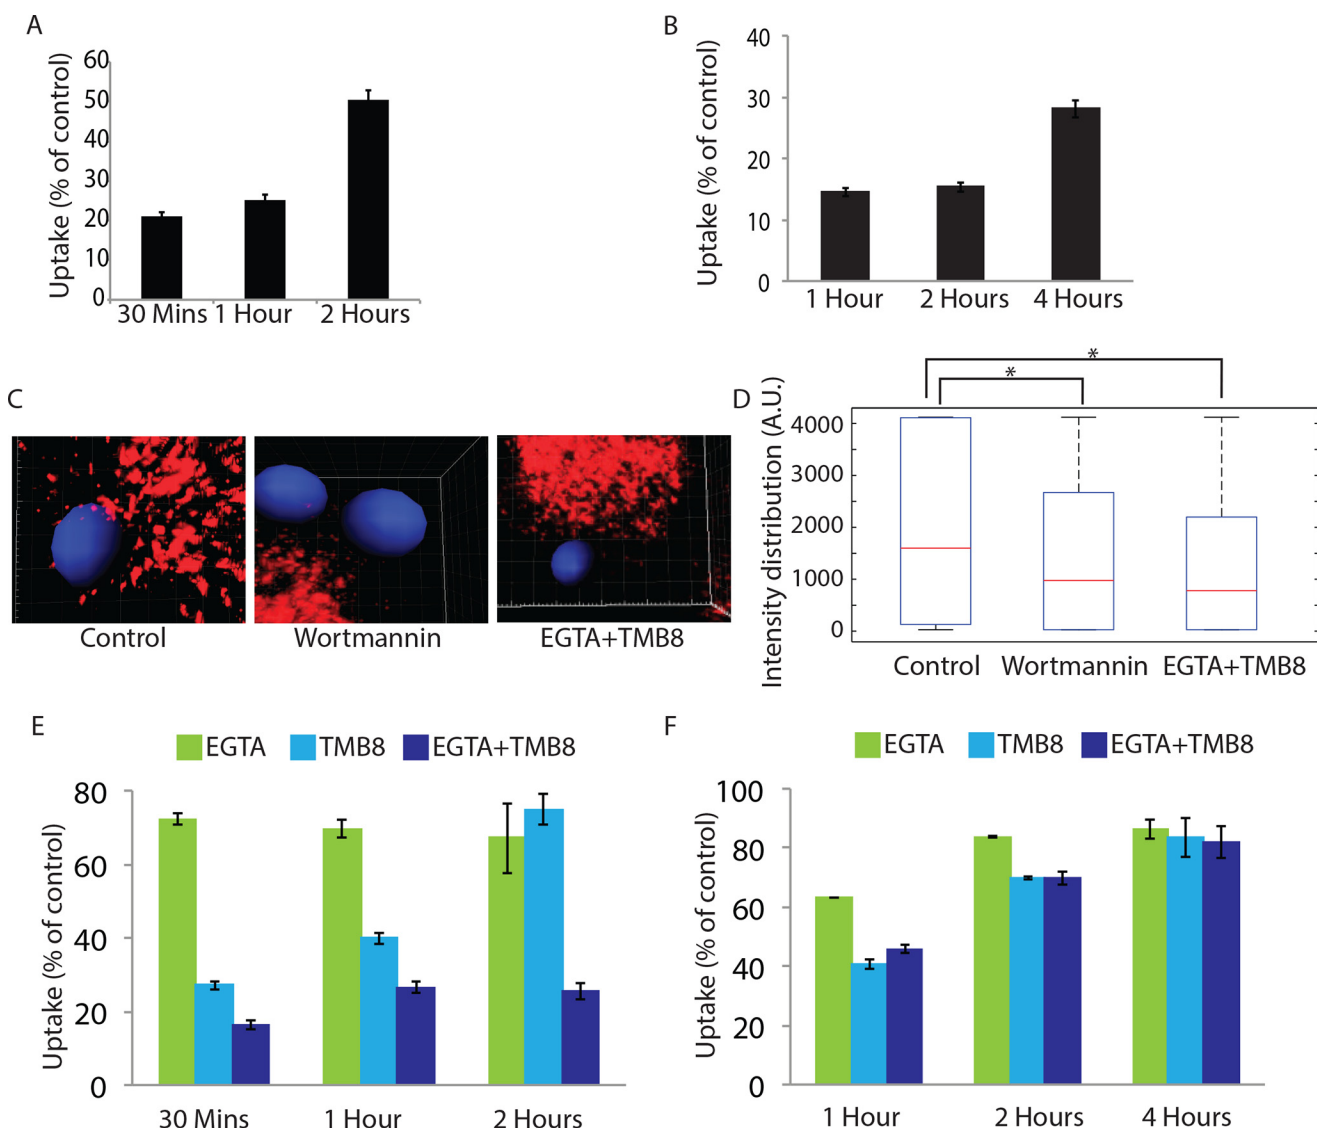 A
Uptake (% of control)
60
50
40
30
20
10
0
30 Mins 1 Hour 2 Hours
B
Uptake (% of control)
40
30
20
10
0
1 Hour 2 Hours 4 Hours
C
Control Wortmannin EGTA+TMB8
D
Intensity distribution (A.U.)
* 
*
4000
3000
2000
1000
0
Control Wortmannin EGTA+TMB8
E
EGTA TMB8 EGTA+TMB8
Uptake (% of control)
80
60
40
20
0
30 Mins 1 Hour 2 Hours
F
EGTA TMB8 EGTA+TMB8
Uptake (% of control)
100
80
60
40
20
0
1 Hour 2 Hours 4 Hours